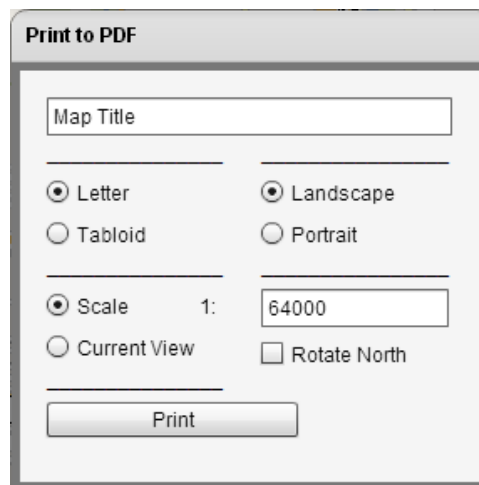 Print to PDF
Map Title
Letter Landscape
Tabloid Portrait
Scale 1: 64000
Current View Rotate North
Print